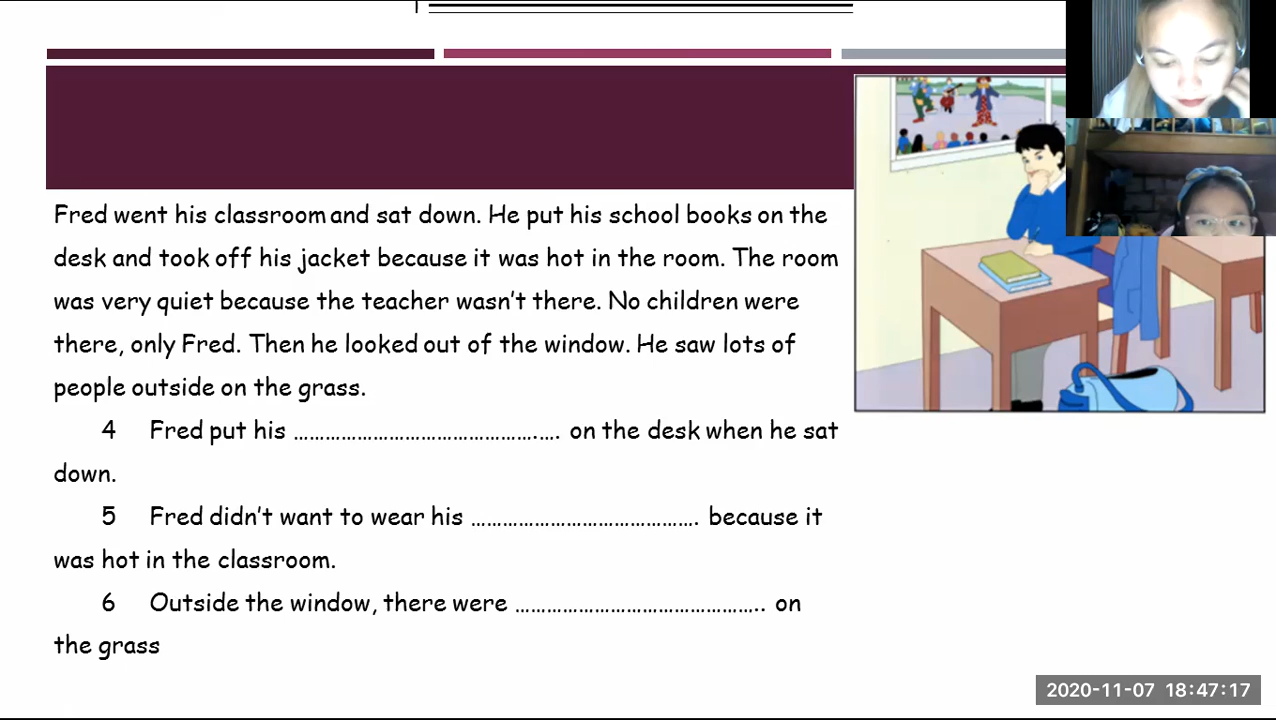 Fred went his classroom and sat down. He put his school books on the
desk and took off his jacket because it was hot in the room. The room
was very quiet because the teacher wasn't there. No children were
there, only Fred. Then he looked out of the window. He saw lots of
people outside on the grass.
4 Fred put his ……………………………………….…. on the desk when he sat
down.
5 Fred didn't want to wear his ……………………………………. because it
was hot in the classroom.
6 Outside the window, there were ……………………………………….. on
the grass
2020-11-07 18:47:17